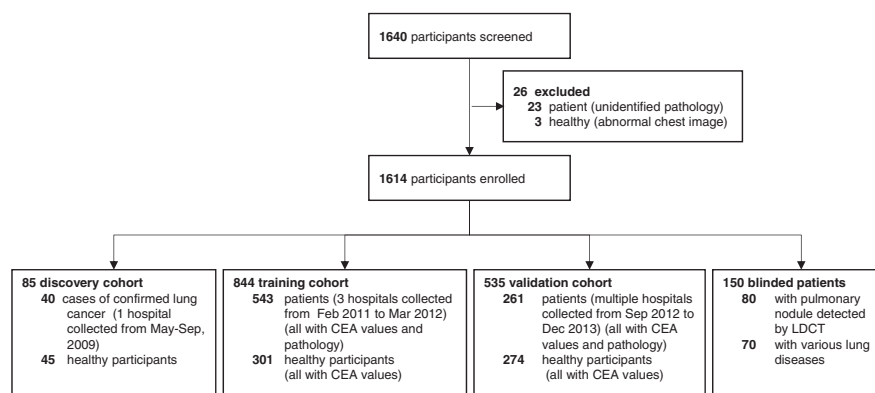 1640 participants screened
26 excluded
23 patient (unidentified pathology)
3 healthy (abnormal chest image)
1614 participants enrolled
85 discovery cohort
40 cases of confirmed lung
cancer (1 hospital
collected from May-Sep,
2009)
45 healthy participants
844 training cohort
543 patients (3 hospitals collected
from Feb 2011 to Mar 2012)
(all with CEA values and
pathology)
301 healthy participants
(all with CEA values)
535 validation cohort
261 patients (multiple hospitals
collected from Sep 2012 to
Dec 2013) (all with CEA
values and pathology)
274 healthy participants
(all with CEA values)
150 blinded patients
80 with pulmonary
nodule detected
by LDCT
70 with various lung
diseases